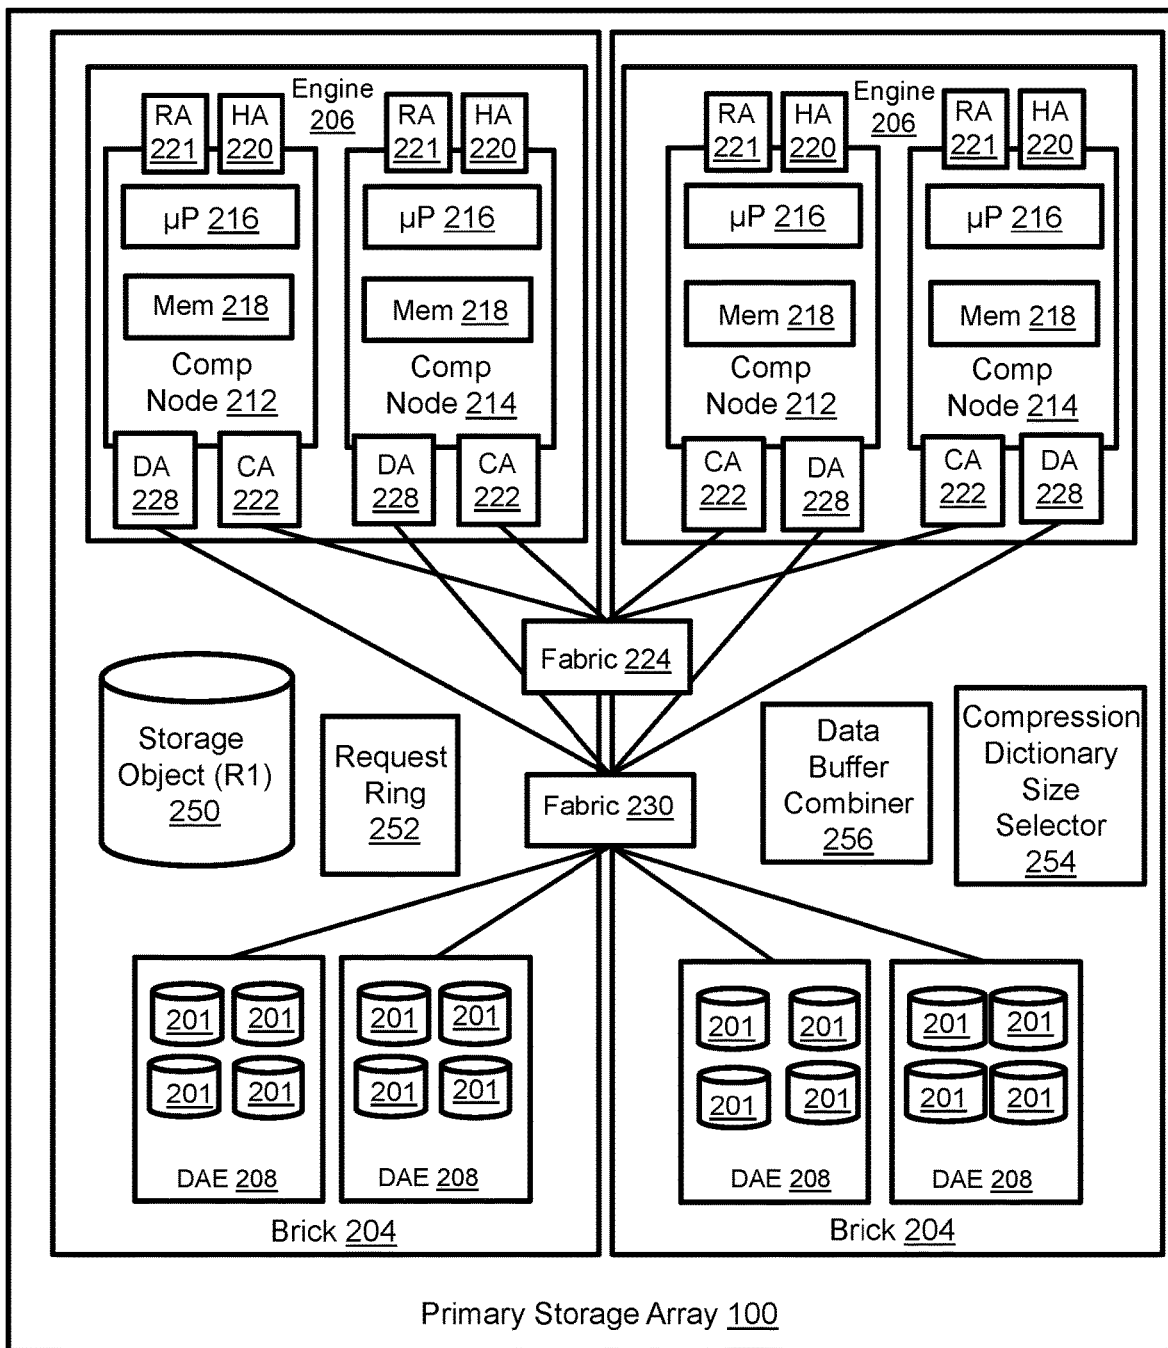 Engine
206
RA
221
HA
220
RA
221
HA
220
µP 216
µP 216
Mem 218
Mem 218
Comp
Node 212
Comp
Node 214
DA
228
CA
222
DA
228
CA
222
Engine
206
RA
221
HA
220
RA
221
HA
220
µP 216
µP 216
Mem 218
Mem 218
Comp
Node 212
Comp
Node 214
CA
222
DA
228
CA
222
DA
228
Fabric 224
Storage
Object (R1)
250
Request
Ring
252
Fabric 230
Data
Buffer
Combiner
256
Compression
Dictionary
Size
Selector
254
201 201
201 201
DAE 208
201 201
201 201
DAE 208
Brick 204
201 201
201 201
DAE 208
201 201
201 201
DAE 208
Brick 204
Primary Storage Array 100